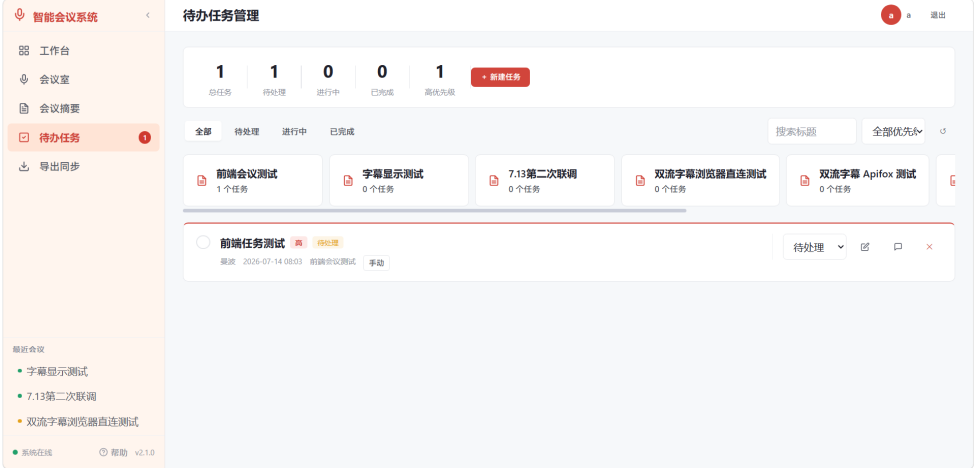 智能会议系统
工作台
会议室
会议摘要
待办任务 1
导出同步
最近会议
字幕显示测试
7.13第二次联调
双流字幕浏览器直连测试
系统在线 帮助 v2.1.0
待办任务管理
a a 退出
1 1 0 0 1
总任务 待处理 进行中 已完成 高优先级
+ 新建任务
全部 待处理 进行中 已完成
搜索标题 全部优先
前端会议测试 字幕显示测试 7.13第二次联调 双流字幕浏览器直连测试 双流字幕 Apifox 测试
1 个任务 0 个任务 0 个任务 0 个任务 0 个任务
前端任务测试 高 待处理
曼波 2026-07-14 08:03 前端会议测试 手动
待处理